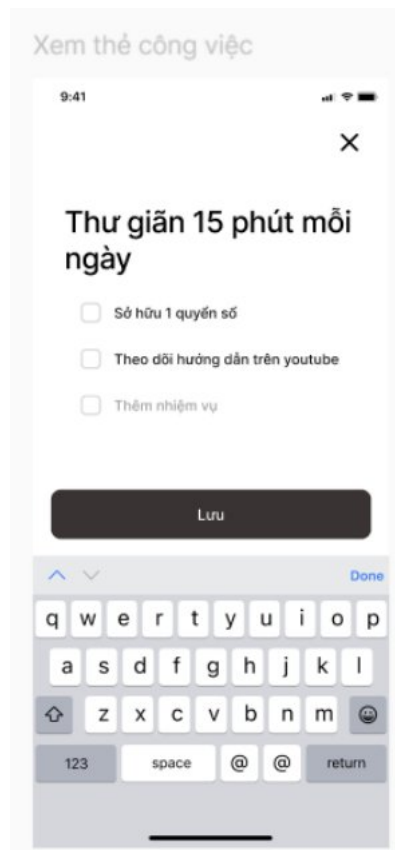 Xem thẻ công việc
9:41
Thư giãn 15 phút mỗi
ngày
Sở hữu 1 quyển số
Theo dõi hướng dẫn trên youtube
Thêm nhiệm vụ
Lưu
Done
q w e r t y u i o p
a s d f g h j k l
z x c v b n m
123 space @ @ return